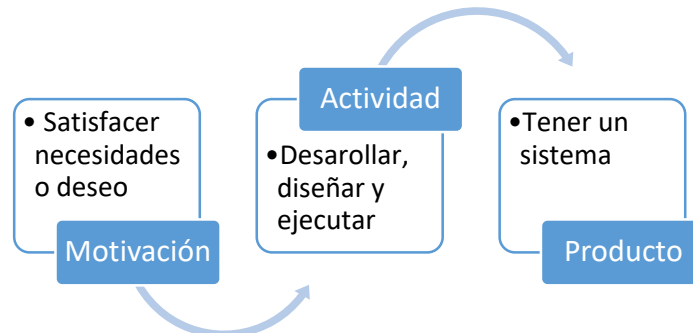 • Satisfacer
necesidades
o deseo
Motivación
Actividad
•Desarollar,
diseñar y
ejecutar
•Tener un
sistema
Producto